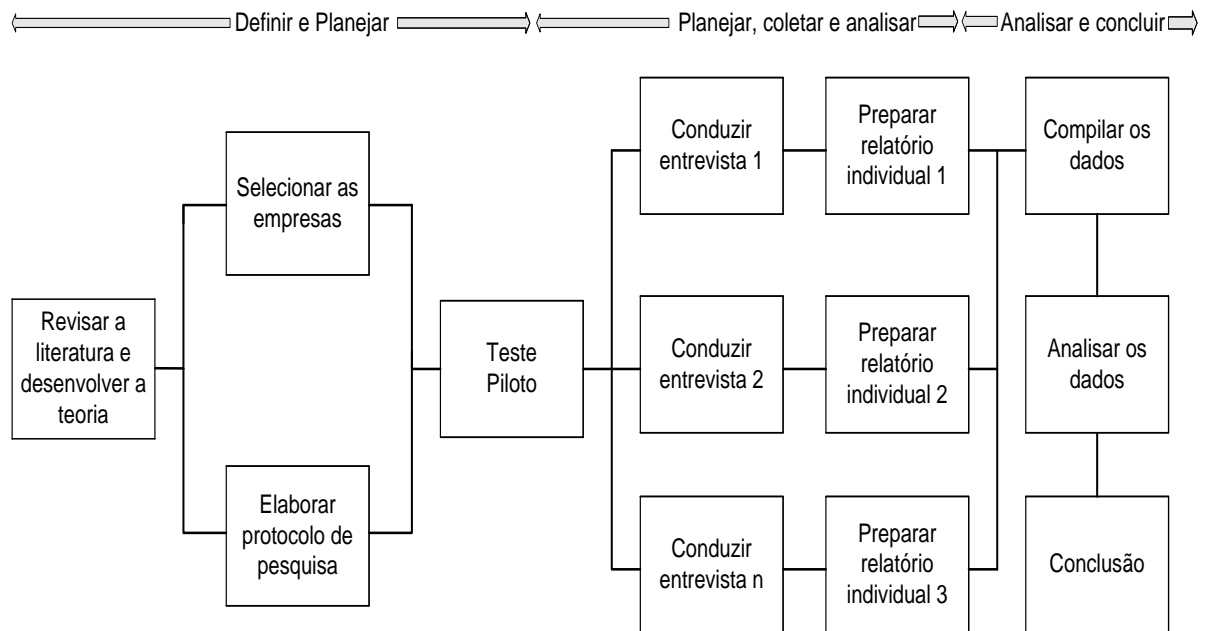 Definir e Planejar
Planejar, coletar e analisar
Analisar e concluir
Revisar a
literatura e
desenvolver a
teoria
Selecionar as
empresas
Elaborar
protocolo de
pesquisa
Teste
Piloto
Conduzir
entrevista 1
Preparar
relatório
individual 1
Conduzir
entrevista 2
Preparar
relatório
individual 2
Conduzir
entrevista n
Preparar
relatório
individual 3
Compilar os
dados
Analisar os
dados
Conclusão